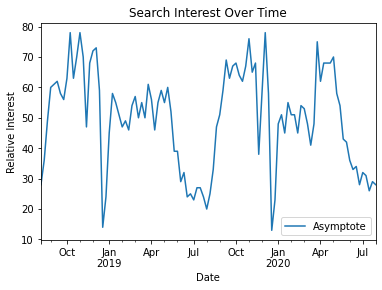 Search Interest Over Time
Relative Interest
80
70
60
50
40
30
20
10
Oct Jan Apr Jul Oct Jan Apr Jul
2019 2020
Date
Asymptote